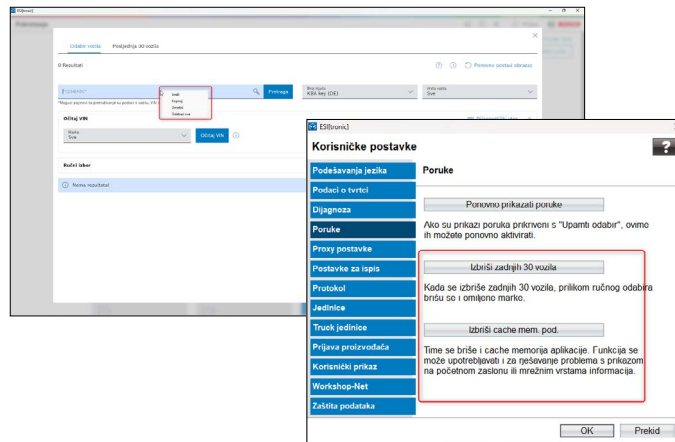 ESI[tronic]
BOSCH
Odabir vozila Posljednja 30 vozila
0 Rezultati
Ponovno postavi obrazac
Pretraga
KBA key (DE)
Vrsta vozila
Sve
Kopiraj
Odaberi sve
Očitaj VIN
Marka
Sve
Očitaj VIN
Ručni izbor
Nema rezultata!
ESI[tronic]
Korisničke postavke
?
Podešavanja jezika
Podaci o tvrtci
Dijagnoza
Poruke
Proxy postavke
Postavke za ispis
Protokol
Jedinice
Truck jedinice
Prijava proizvođača
Korisnički prikaz
Workshop-Net
Zaštita podataka
Poruke
Ponovno prikazati poruke
Ako su prikazi poruka prikriveni s "Upamti odabir", ovime
ih možete ponovno aktivirati.
Izbriši zadnjih 30 vozila
Kada se izbriše zadnjih 30 vozila, prilikom ručnog odabira
brišu se i omiljene marke.
Izbriši cache mem. pod.
Time se briše i cache memorija aplikacije. Funkcija se
može upotrebljavati i za rješavanje problema s prikazom
na početnom zaslonu ili mrežnim vrstama informacija.
OK Prekid